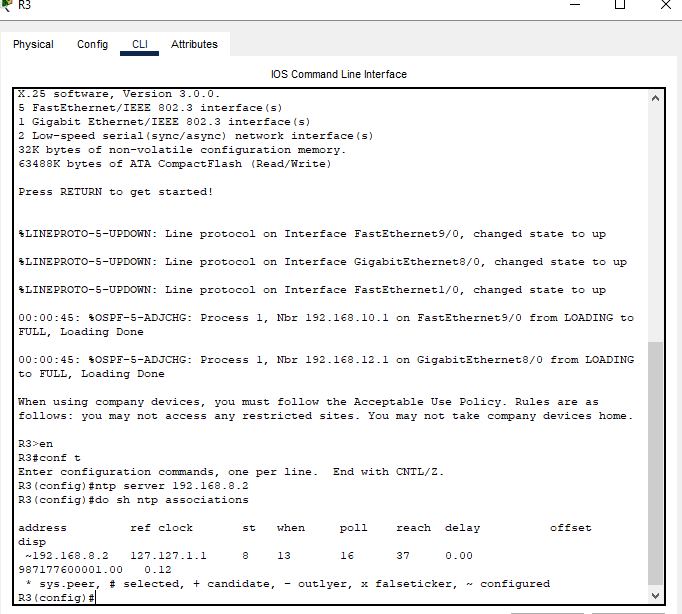 R3
Physical Config CLI Attributes
IOS Command Line Interface
X.25 software, Version 3.0.0.
5 FastEthernet/IEEE 802.3 interface(s)
1 Gigabit Ethernet/IEEE 802.3 interface(s)
2 Low-speed serial(sync/async) network interface(s)
32K bytes of non-volatile configuration memory.
63488K bytes of ATA CompactFlash (Read/Write)
Press RETURN to get started!
%LINEPROTO-5-UPDOWN: Line protocol on Interface FastEthernet9/0, changed state to up
%LINEPROTO-5-UPDOWN: Line protocol on Interface GigabitEthernet8/0, changed state to up
%LINEPROTO-5-UPDOWN: Line protocol on Interface FastEthernet1/0, changed state to up
00:00:45: %OSPF-5-ADJCHG: Process 1, Nbr 192.168.10.1 on FastEthernet9/0 from LOADING to
FULL, Loading Done
00:00:45: %OSPF-5-ADJCHG: Process 1, Nbr 192.168.12.1 on GigabitEthernet8/0 from LOADING
to FULL, Loading Done
When using company devices, you must follow the Acceptable Use Policy. Rules are as
follows: you may not access any restricted sites. You may not take company devices home.
R3>en
R3#conf t
Enter configuration commands, one per line.  End with CNTL/Z.
R3(config)#ntp server 192.168.8.2
R3(config)#do sh ntp associations
address         ref clock       st   when     poll    reach  delay          offset
disp
 ~192.168.8.2   127.127.1.1     8    13       16      37     0.00
987177600001.00   0.12
 * sys.peer, # selected, + candidate, - outlyer, x falseticker, ~ configured
R3(config)#